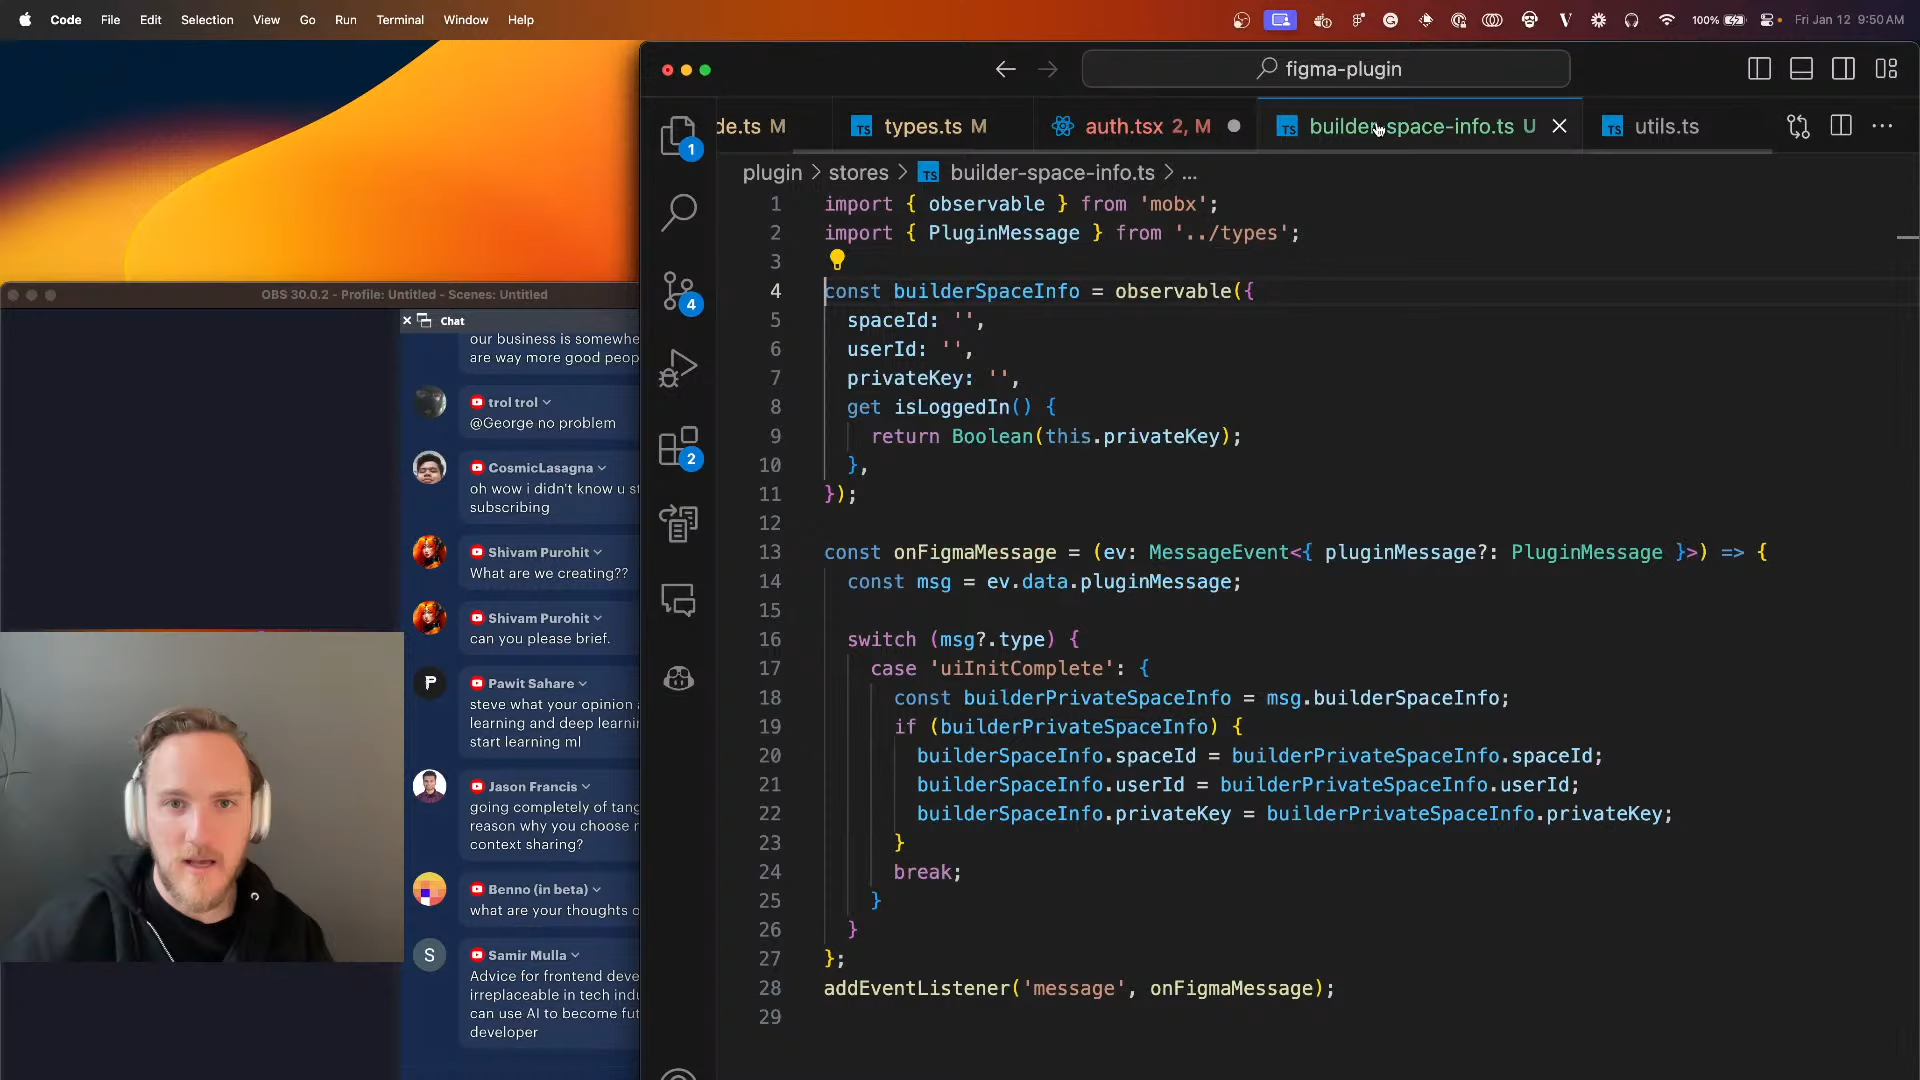 Code File Edit Selection View Go Run Terminal Window Help
100% Fri Jan 12 9:50 AM
figma-plugin
de.ts M types.ts M auth.tsx 2, M builder-space-info.ts U utils.ts
plugin > stores > TS builder-space-info.ts > ...
OBS 30.0.2 - Profile: Untitled - Scenes: Untitled
Chat
our business is somewhe
are way more good peop
trol trol
@George no problem
CosmicLasagna
oh wow i didn't know u st
subscribing
Shivam Purohit
What are we creating??
Shivam Purohit
can you please brief.
Pawit Sahare
steve what your opinion
learning and deep learni
start learning ml
Jason Francis
going completely of tang
reason why you choose
context sharing?
Benno (in beta)
what are your thoughts o
S Samir Mulla
Advice for frontend deve
irreplaceable in tech indu
can use AI to become fut
developer
1
4
2
1 import { observable } from 'mobx';
2 import { PluginMessage } from '../types';
3
4 const builderSpaceInfo = observable({
5 spaceId: '',
6 userId: '',
7 privateKey: '',
8 get isLoggedIn() {
9 return Boolean(this.privateKey);
10 },
11 });
12
13 const onFigmaMessage = (ev: MessageEvent<{ pluginMessage?: PluginMessage }>) => {
14 const msg = ev.data.pluginMessage;
15
16 switch (msg?.type) {
17 case 'uiInitComplete': {
18 const builderPrivateSpaceInfo = msg.builderSpaceInfo;
19 if (builderPrivateSpaceInfo) {
20 builderSpaceInfo.spaceId = builderPrivateSpaceInfo.spaceId;
21 builderSpaceInfo.userId = builderPrivateSpaceInfo.userId;
22 builderSpaceInfo.privateKey = builderPrivateSpaceInfo.privateKey;
23 }
24 break;
25 }
26 }
27 };
28 addEventListener('message', onFigmaMessage);
29